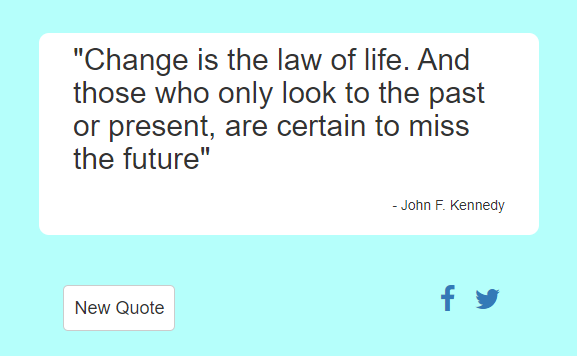 "Change is the law of life. And
those who only look to the past
or present, are certain to miss
the future"
- John F. Kennedy
New Quote